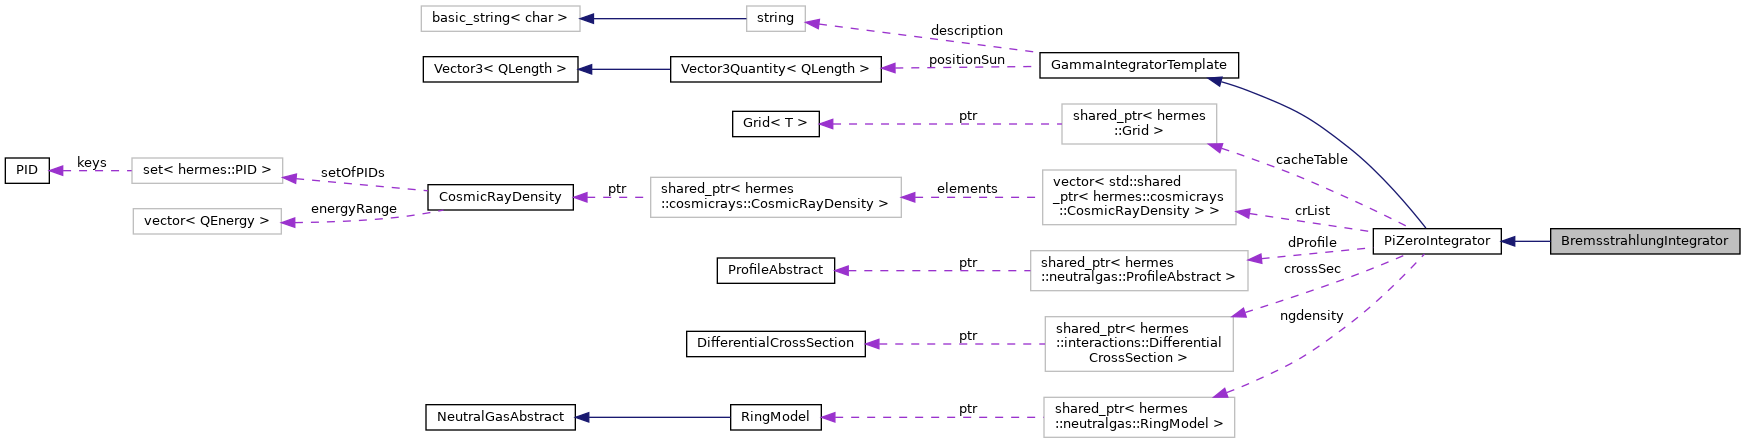 basic_string< char >
string
description
Vector3< QLength >
Vector3Quantity< QLength >
positionSun
GammaIntegratorTemplate
Grid< T >
ptr
shared_ptr< hermes
::Grid >
cacheTable
PID
keys
set< hermes::PID >
setOfPIDs
vector< QEnergy >
energyRange
CosmicRayDensity
ptr
shared_ptr< hermes
::cosmicrays::CosmicRayDensity >
elements
vector< std::shared
_ptr< hermes::cosmicrays
::CosmicRayDensity > >
crList
PiZeroIntegrator
BremsstrahlungIntegrator
ProfileAbstract
ptr
shared_ptr< hermes
::neutralgas::ProfileAbstract >
dProfile
DifferentialCrossSection
ptr
shared_ptr< hermes
::interactions::Differential
CrossSection >
crossSec
NeutralGasAbstract
RingModel
ptr
shared_ptr< hermes
::neutralgas::RingModel >
ngdensity